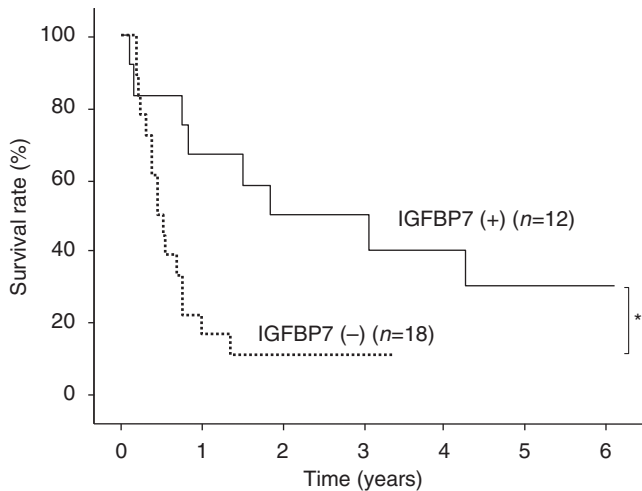 100
80
60
40
20
0
Survival rate (%)
IGFBP7 (+) (n=12)
IGFBP7 (–) (n=18)
*
0 1 2 3 4 5 6
Time (years)